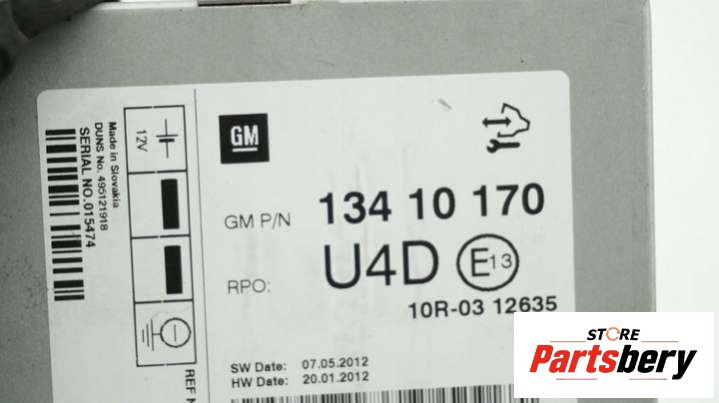 Made in Slovakia
DUNS No. 495121918
SERIAL NO.015474
12V
GM
GM P/N 134 10 170
RPO: U4D E13
10R-03 12635
SW Date: 07.05.2012
HW Date: 20.01.2012
REF N
STORE
Partsbery